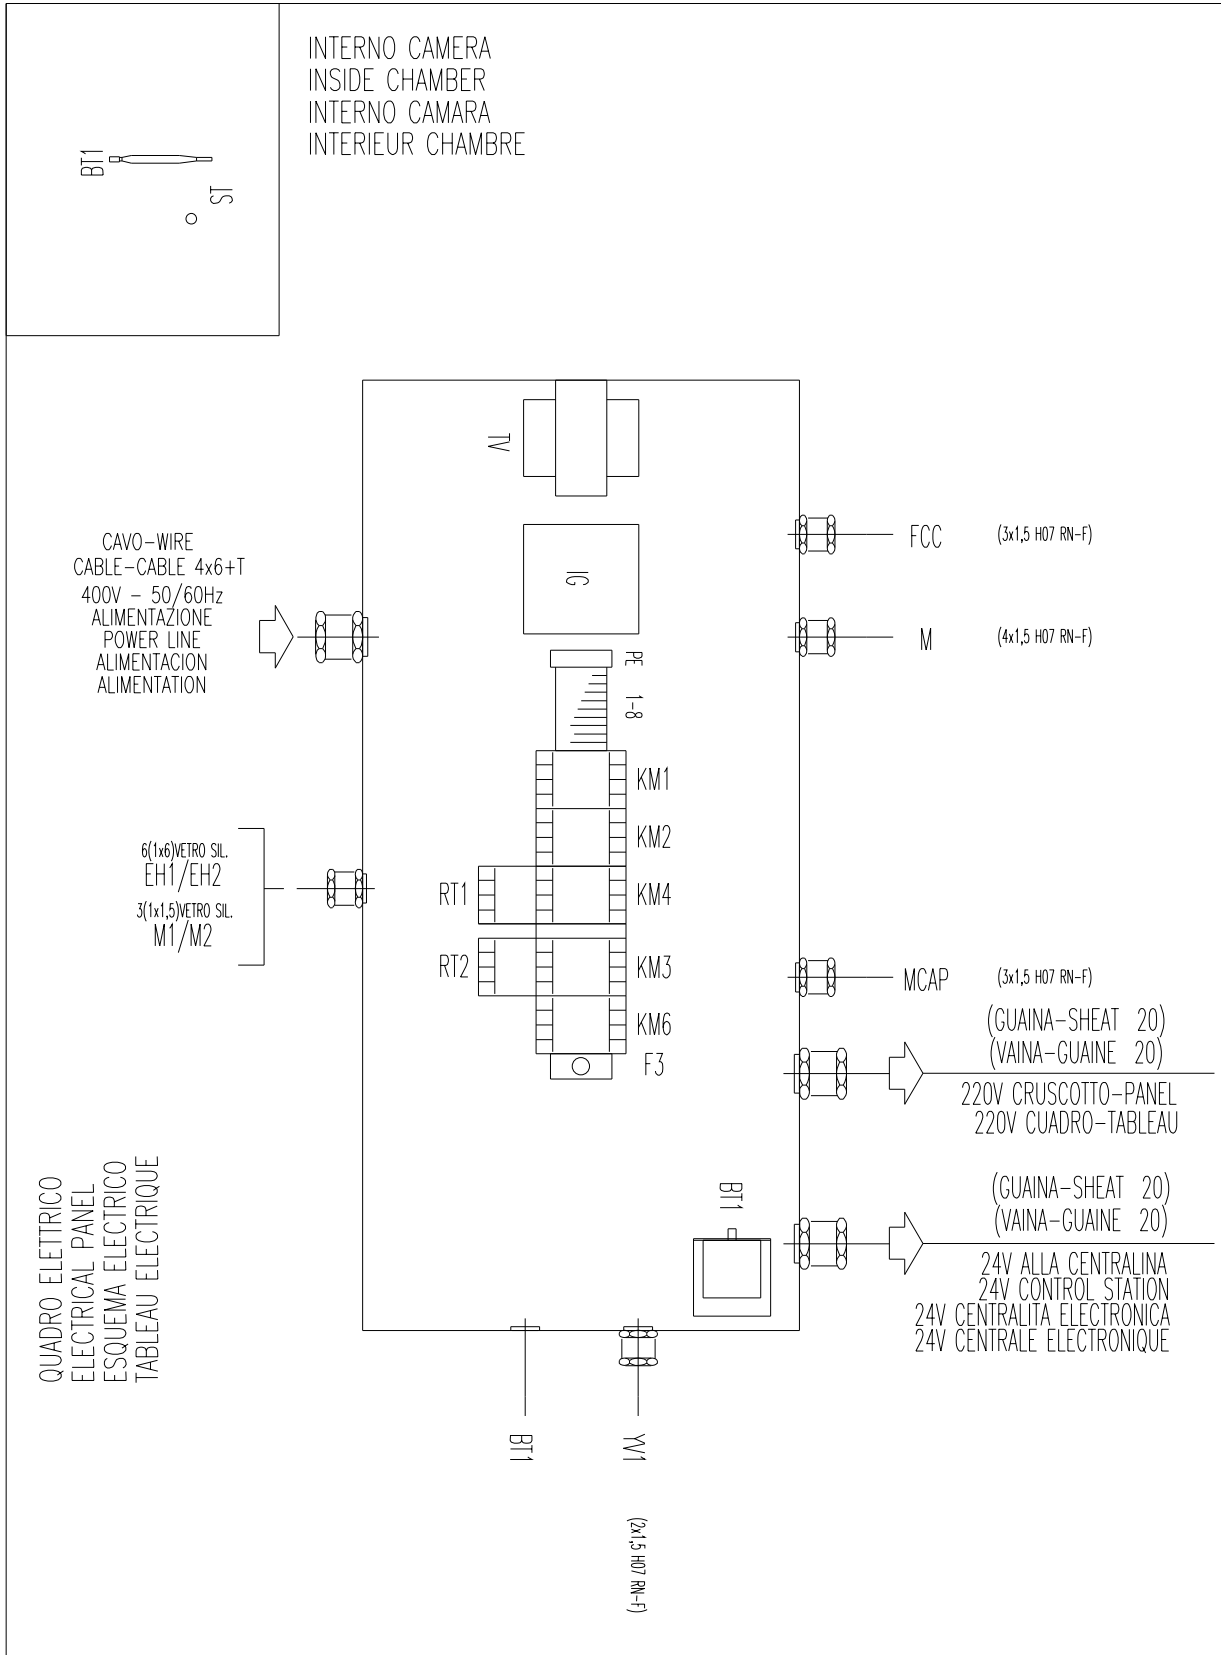 INTERNO CAMERA
INSIDE CHAMBER
INTERNO CAMARA
INTERIEUR CHAMBRE
BT1
ST
TV
IG
PE
1-8
CAVO-WIRE
CABLE-CABLE 4x6+T
400V - 50/60Hz
ALIMENTAZIONE
POWER LINE
ALIMENTACION
ALIMENTATION
FCC (3x1,5 H07 RN-F)
M (4x1,5 H07 RN-F)
KM1
KM2
RT1 KM4
RT2 KM3
KM6
F3
6(1x6)VETRO SIL.
EH1/EH2
3(1x1,5)VETRO SIL.
M1/M2
MCAP (3x1,5 H07 RN-F)
(GUAINA-SHEAT 20)
(VAINA-GUAINE 20)
220V CRUSCOTTO-PANEL
220V CUADRO-TABLEAU
(GUAINA-SHEAT 20)
(VAINA-GUAINE 20)
24V ALLA CENTRALINA
24V CONTROL STATION
24V CENTRALITA ELECTRONICA
24V CENTRALE ELECTRONIQUE
BT1
QUADRO ELETTRICO
ELECTRICAL PANEL
ESQUEMA ELECTRICO
TABLEAU ELECTRIQUE
BT1
YV1
(2x1,5 H07 RN-F)